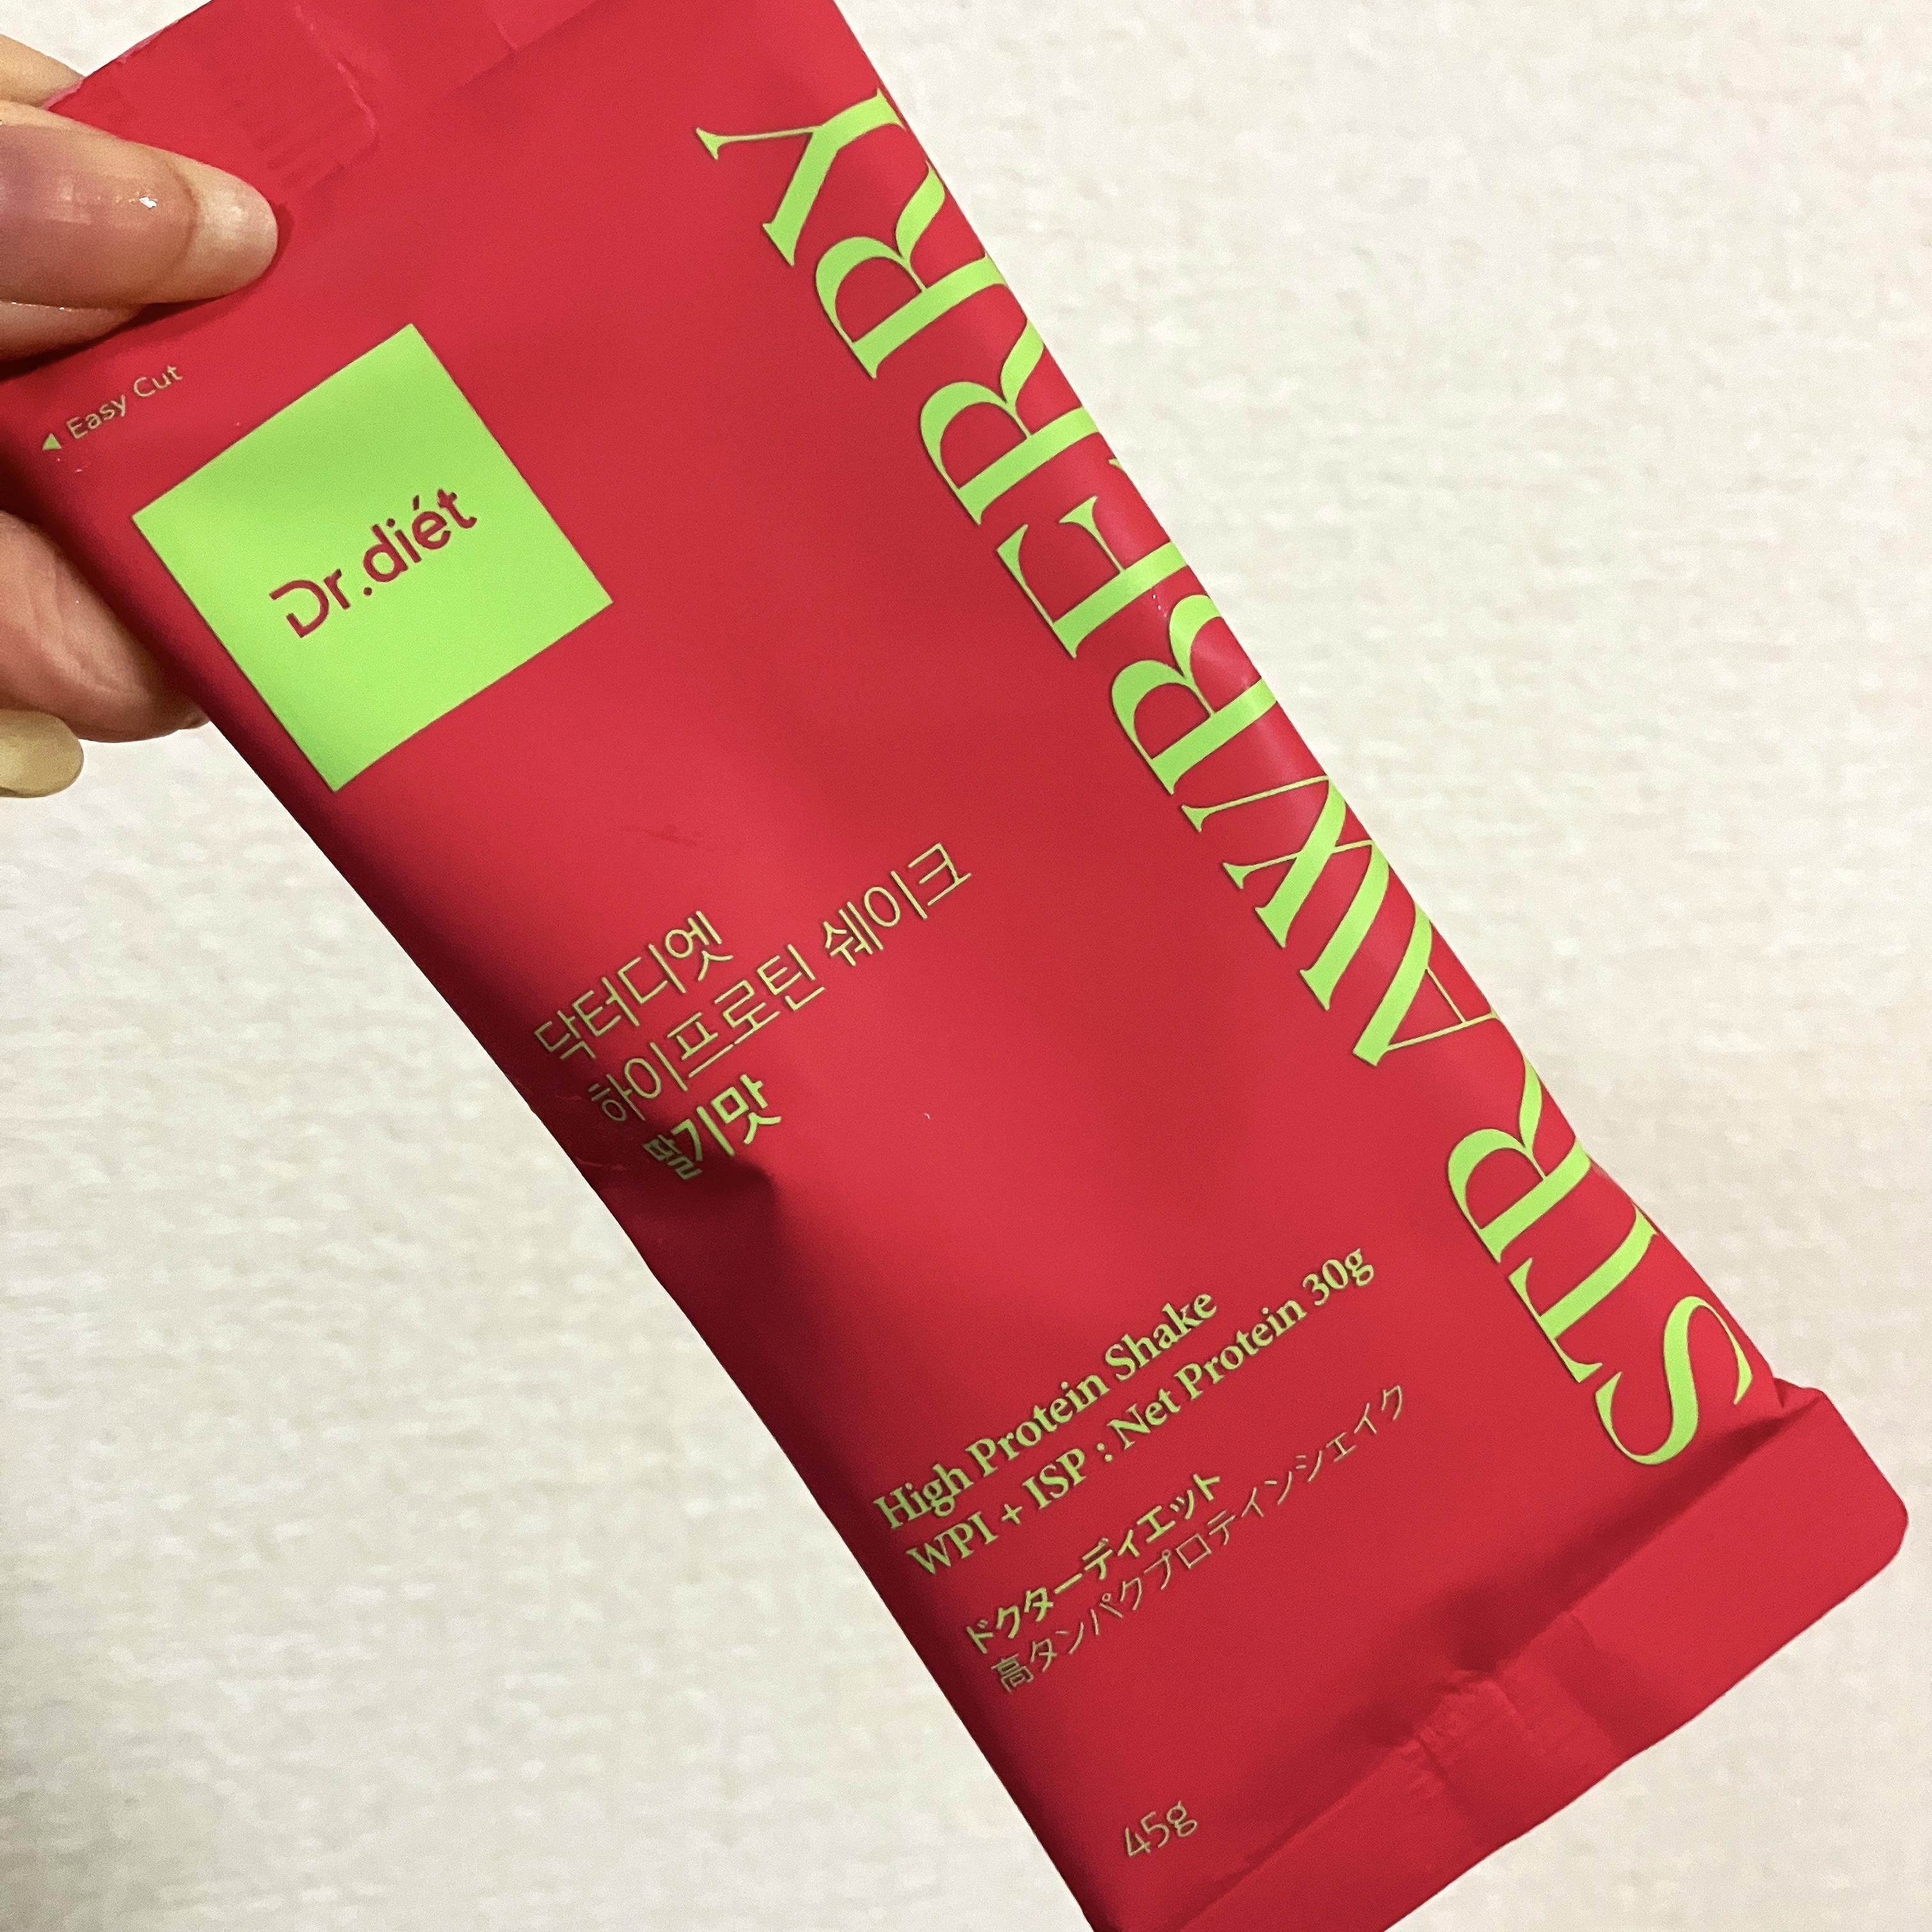 ◀ Easy Cut
Dr.diét
STRAWBERRY
닥터디엣
하이프로틴 쉐이크
딸기맛
High Protein Shake
WPI + ISP : Net Protein 30g
ドクターディエット
高タンパクプロテインシェイク
45g